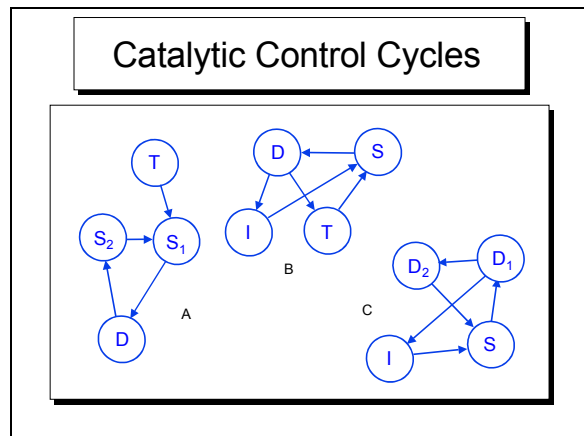 Catalytic Control Cycles
T
S₂
S₁
D
A
D
S
I
T
B
D₂
D₁
C
I
S